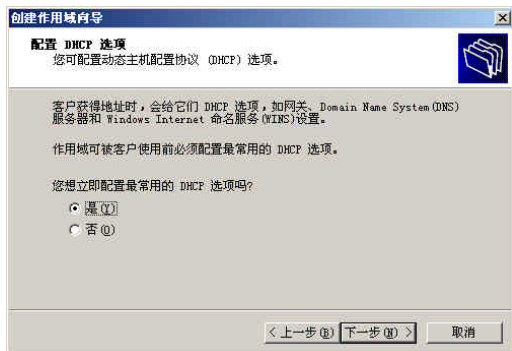 创建作用域向导
配置 DHCP 选项
您可配置动态主机配置协议 (DHCP) 选项。
客户获得地址时，会给它们 DHCP 选项，如网关、Domain Name System(DNS)
服务器和 Windows Internet 命名服务(WINS)设置。
作用域可被客户使用前必须配置最常用的 DHCP 选项。
您想立即配置最常用的 DHCP 选项吗?
是(Y)
否(O)
< 上一步(B) 下一步(N) > 取消